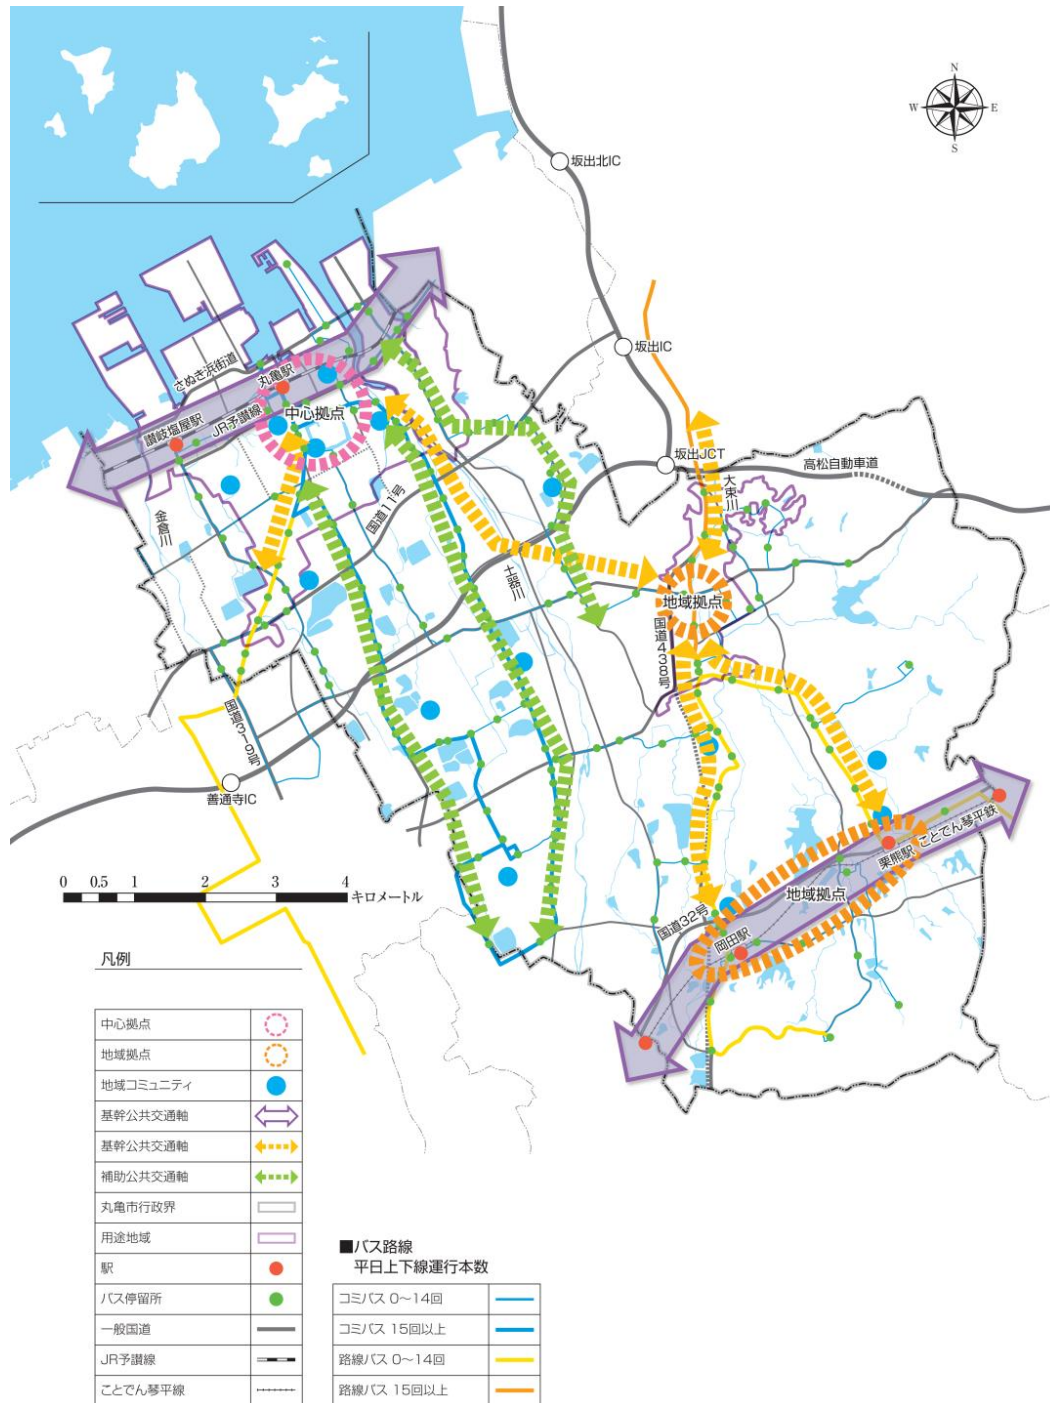 N
W
E
S
坂出北IC
坂出IC
さぬき浜街道
丸亀駅
中心拠点
讃岐塩屋駅
JR予讃線
坂出JCT
高松自動車道
大束川
国道11号
金倉川
土器川
地域拠点
国道438号
国道319号
善通寺IC
ことでん琴平鉄
栗熊駅
地域拠点
国道32号
岡田駅
0 0.5 1 2 3 4
キロメートル
凡例
中心拠点
地域拠点
地域コミュニティ
基幹公共交通軸
基幹公共交通軸
補助公共交通軸
丸亀市行政界
用途地域
駅
バス停留所
一般国道
JR予讃線
ことでん琴平線
■バス路線
平日上下線運行本数
コミバス 0〜14回
コミバス 15回以上
路線バス 0〜14回
路線バス 15回以上